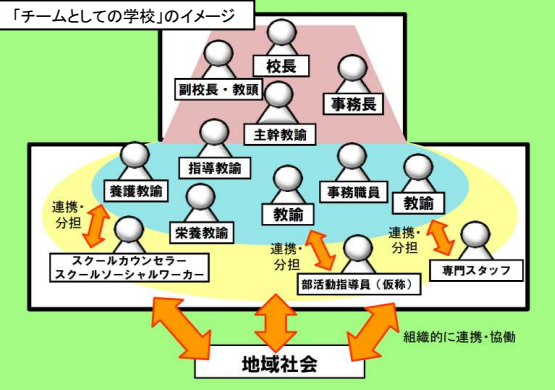 「チームとしての学校」のイメージ
校長
副校長・教頭
事務長
主幹教諭
指導教諭
養護教諭
事務職員
教諭
教諭
栄養教諭
連携・
分担
連携・
分担
連携・
分担
スクールカウンセラー
スクールソーシャルワーカー
部活動指導員（仮称）
専門スタッフ
組織的に連携・協働
地域社会